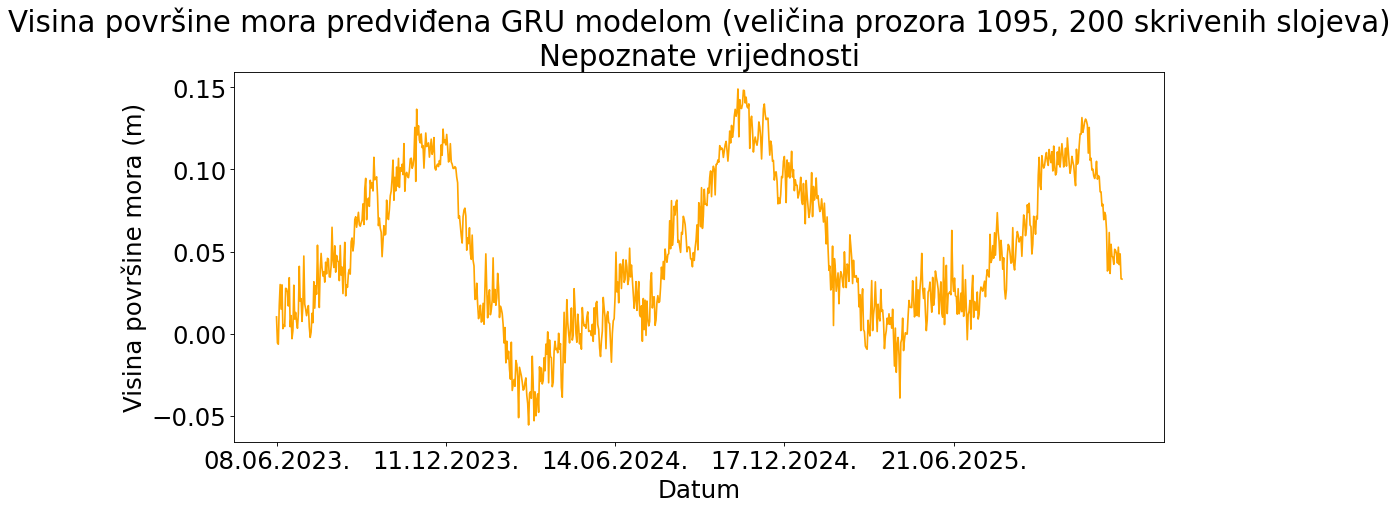 Visina površine mora predviđena GRU modelom (veličina prozora 1095, 200 skrivenih slojeva)
Nepoznate vrijednosti
Visina površine mora (m)
0.15
0.10
0.05
0.00
−0.05
08.06.2023. 11.12.2023. 14.06.2024. 17.12.2024. 21.06.2025.
Datum